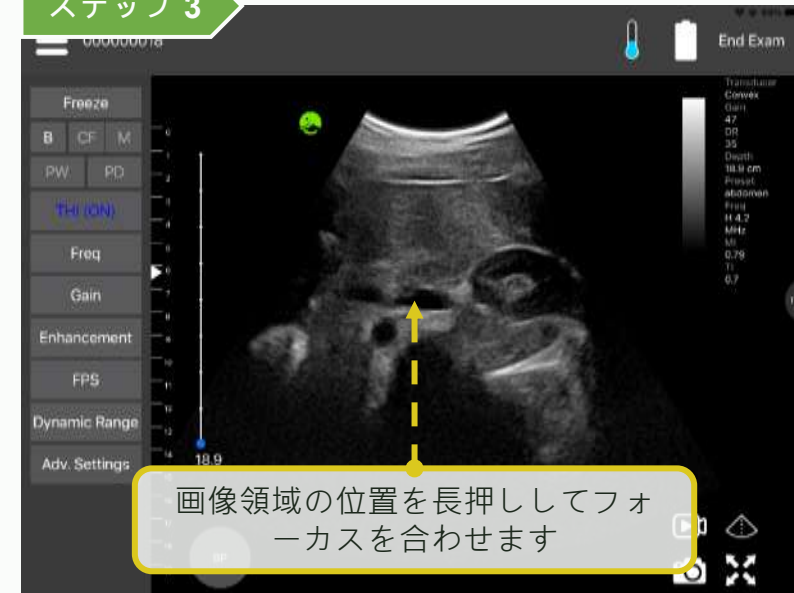 ステップ 3
000000018
End Exam
Freeze
B CF M
PW PD
THI (ON)
Freq
Gain
Enhancement
FPS
Dynamic Range
Adv. Settings
18.9
Transducer
Convex
Gain
47
DR
35
Depth
18.9 cm
Preset
abdomen
Freq
H 4.2
MHz
MI
0.79
TI
0.7
画像領域の位置を長押ししてフォ
ーカスを合わせます